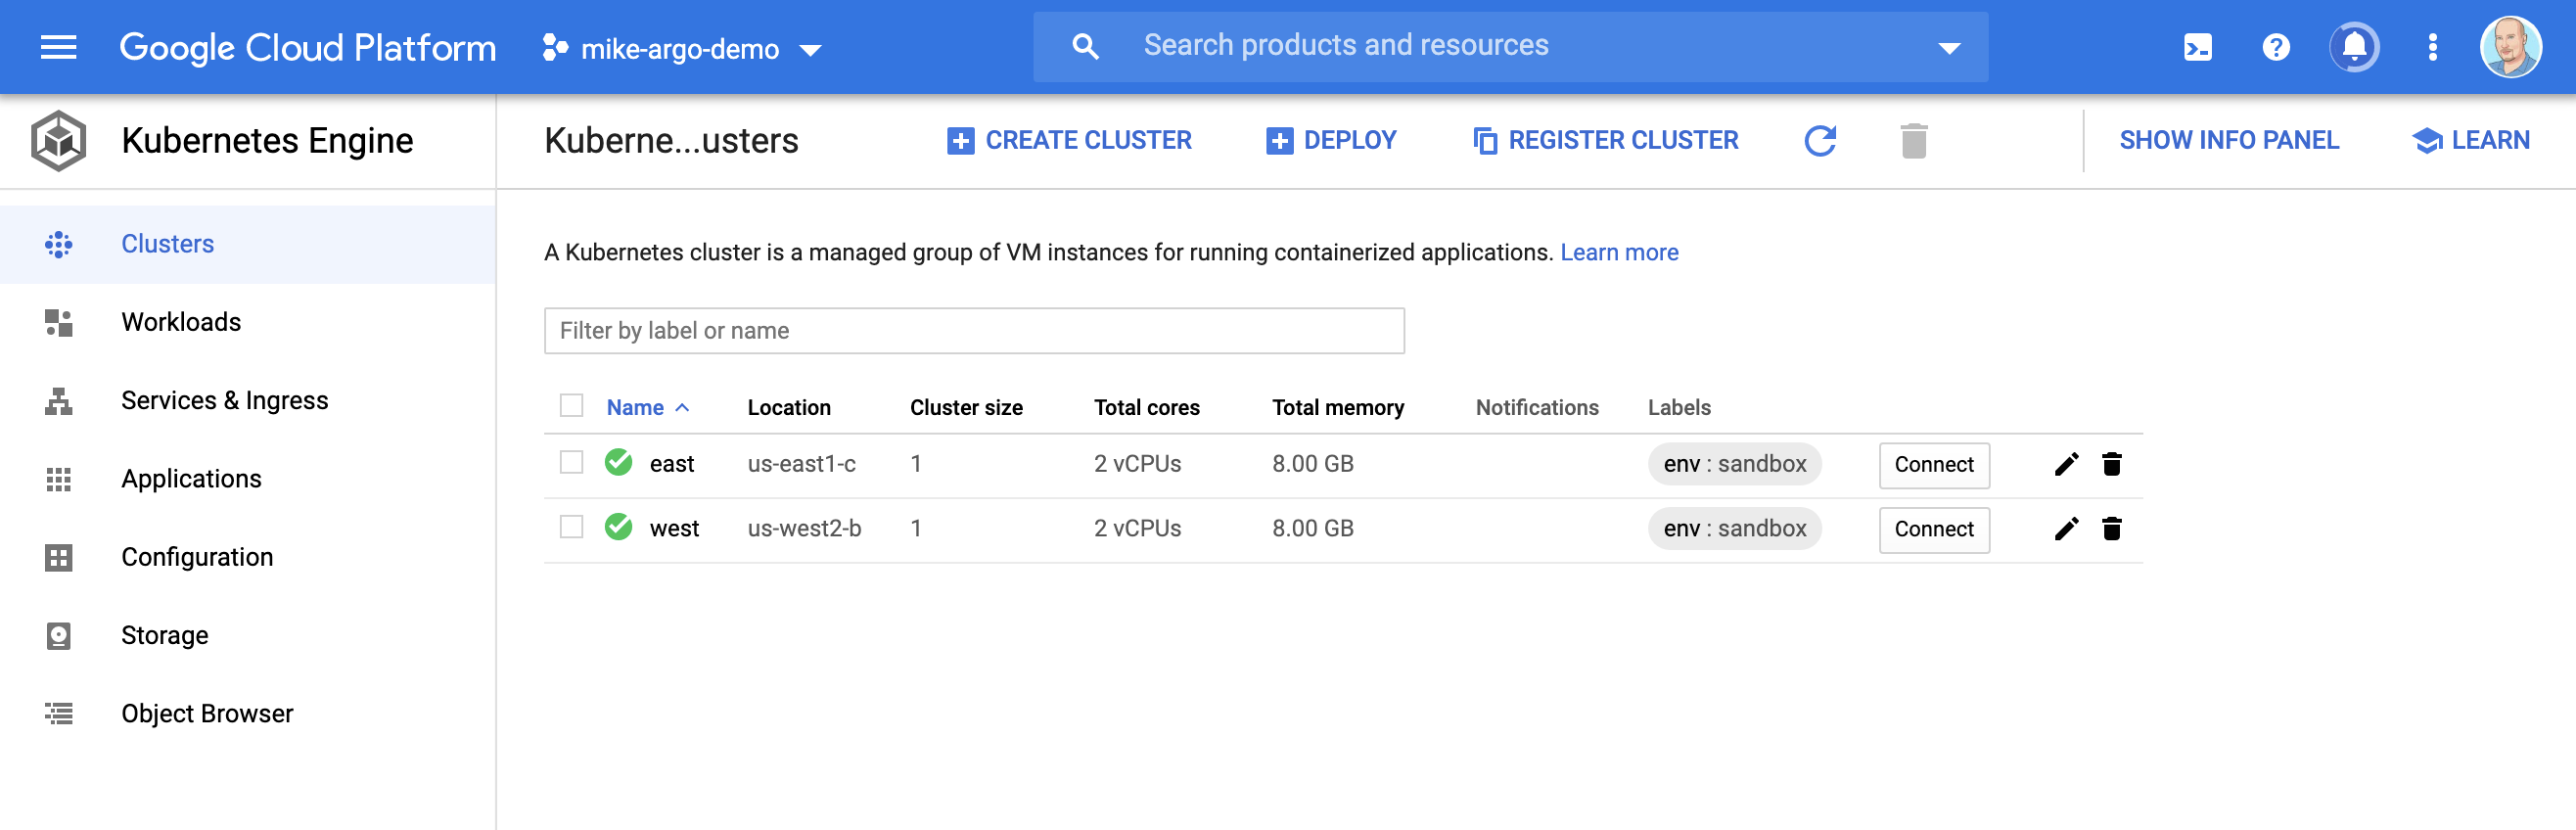 Google Cloud Platform
mike-argo-demo
Search products and resources
Kubernetes Engine
Kuberne...usters
CREATE CLUSTER
DEPLOY
REGISTER CLUSTER
SHOW INFO PANEL
LEARN
Clusters
Workloads
Services & Ingress
Applications
Configuration
Storage
Object Browser
A Kubernetes cluster is a managed group of VM instances for running containerized applications. Learn more
Filter by label or name
Name Location Cluster size Total cores Total memory Notifications Labels
east us-east1-c 1 2 vCPUs 8.00 GB env : sandbox Connect
west us-west2-b 1 2 vCPUs 8.00 GB env : sandbox Connect